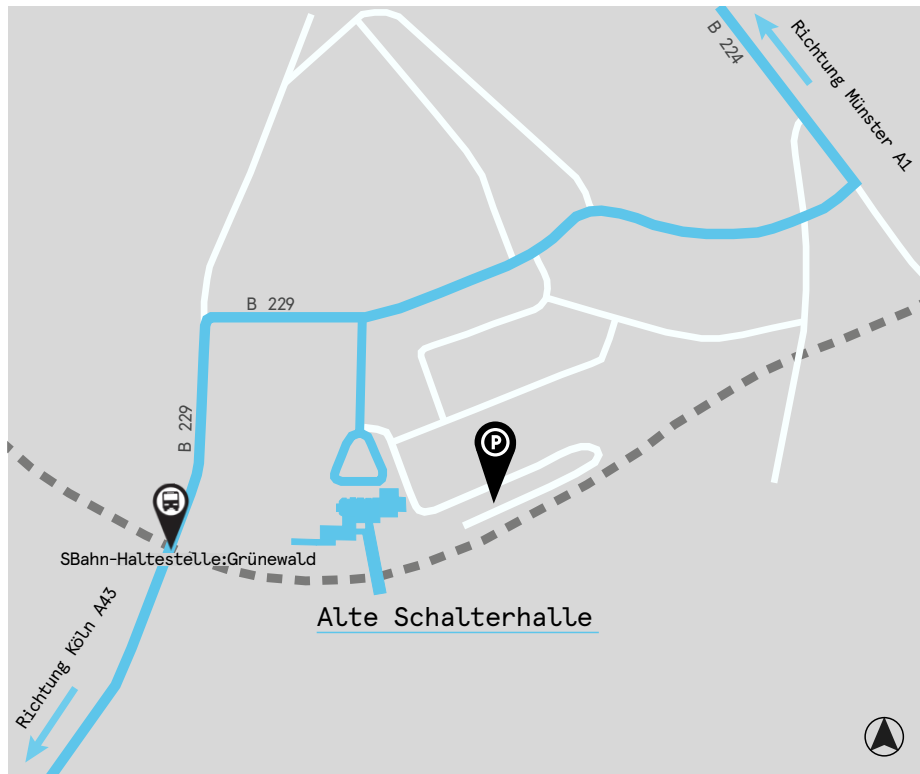 B 224
Richtung Münster A1
B 229
B 229
P
SBahn-Haltestelle:Grünewald
Richtung Köln A43
Alte Schalterhalle